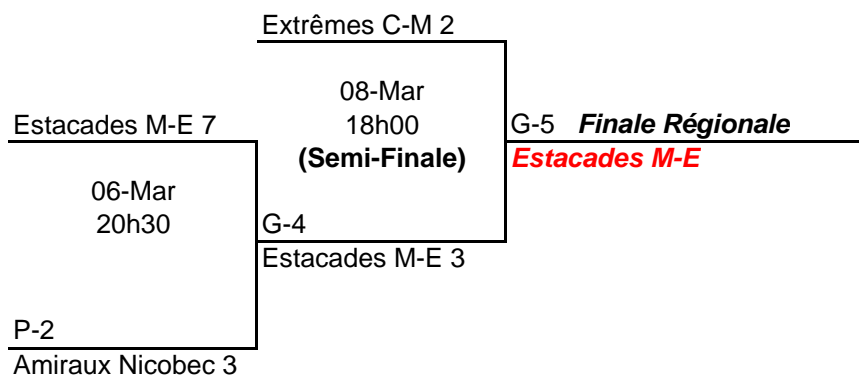 Extrêmes C-M 2
08-Mar
18h00
(Semi-Finale)
Estacades M-E 7
G-5 Finale Régionale
Estacades M-E
06-Mar
20h30
G-4
Estacades M-E 3
P-2
Amiraux Nicobec 3